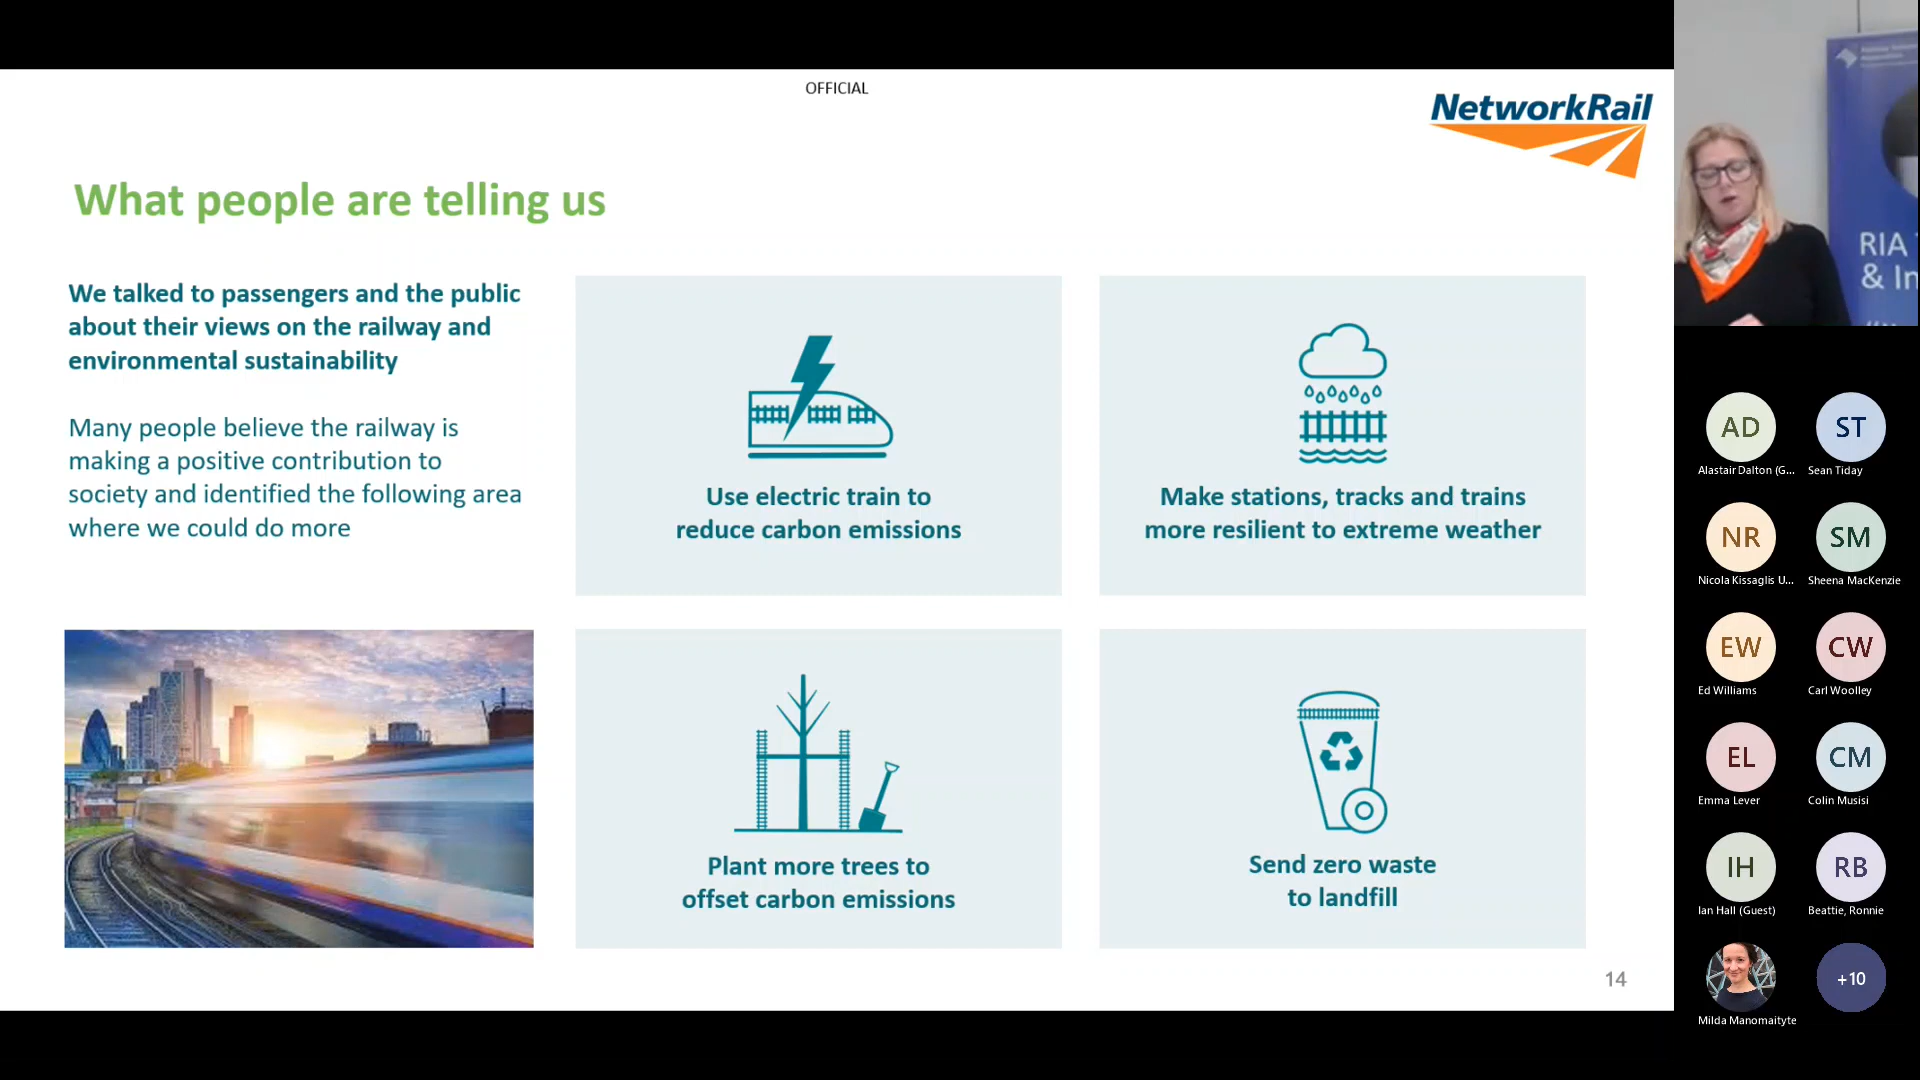 OFFICIAL
NetworkRail
What people are telling us
We talked to passengers and the public
about their views on the railway and
environmental sustainability
Many people believe the railway is
making a positive contribution to
society and identified the following area
where we could do more
Use electric train to
reduce carbon emissions
Make stations, tracks and trains
more resilient to extreme weather
Plant more trees to
offset carbon emissions
Send zero waste
to landfill
14
RIA
& In
AD
Alastair Dalton (G...
ST
Sean Tiday
NR
Nicola Kissaglis U...
SM
Sheena MacKenzie
EW
Ed Williams
CW
Carl Woolley
EL
Emma Lever
CM
Colin Musisi
IH
Ian Hall (Guest)
RB
Beattie, Ronnie
Milda Manomaityte
+10